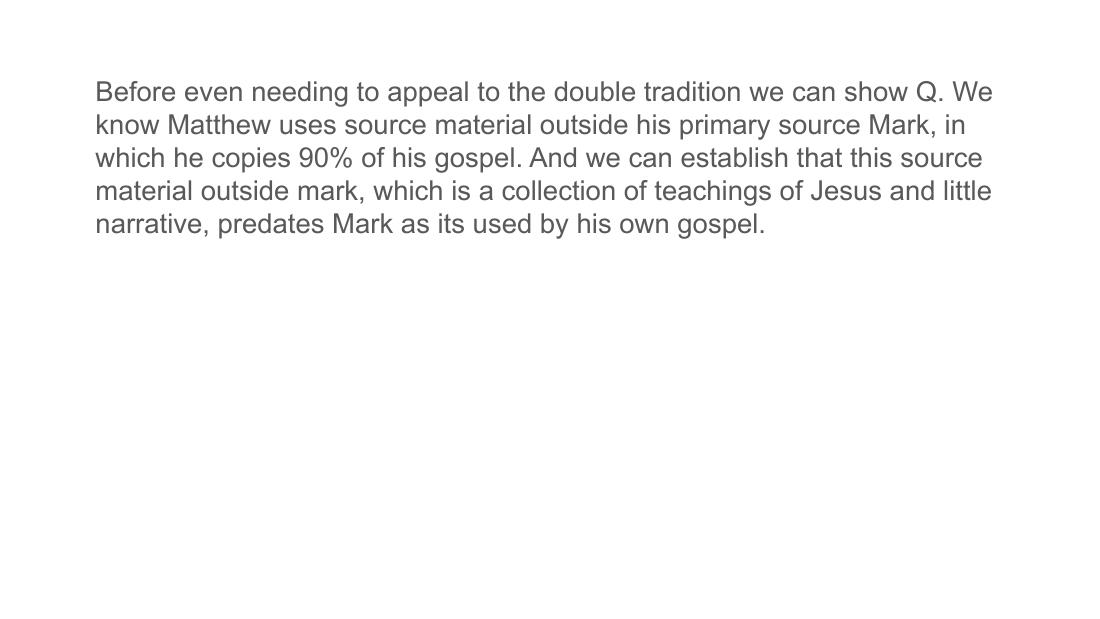 Before even needing to appeal to the double tradition we can show Q. We
know Matthew uses source material outside his primary source Mark, in
which he copies 90% of his gospel. And we can establish that this source
material outside mark, which is a collection of teachings of Jesus and little
narrative, predates Mark as its used by his own gospel.